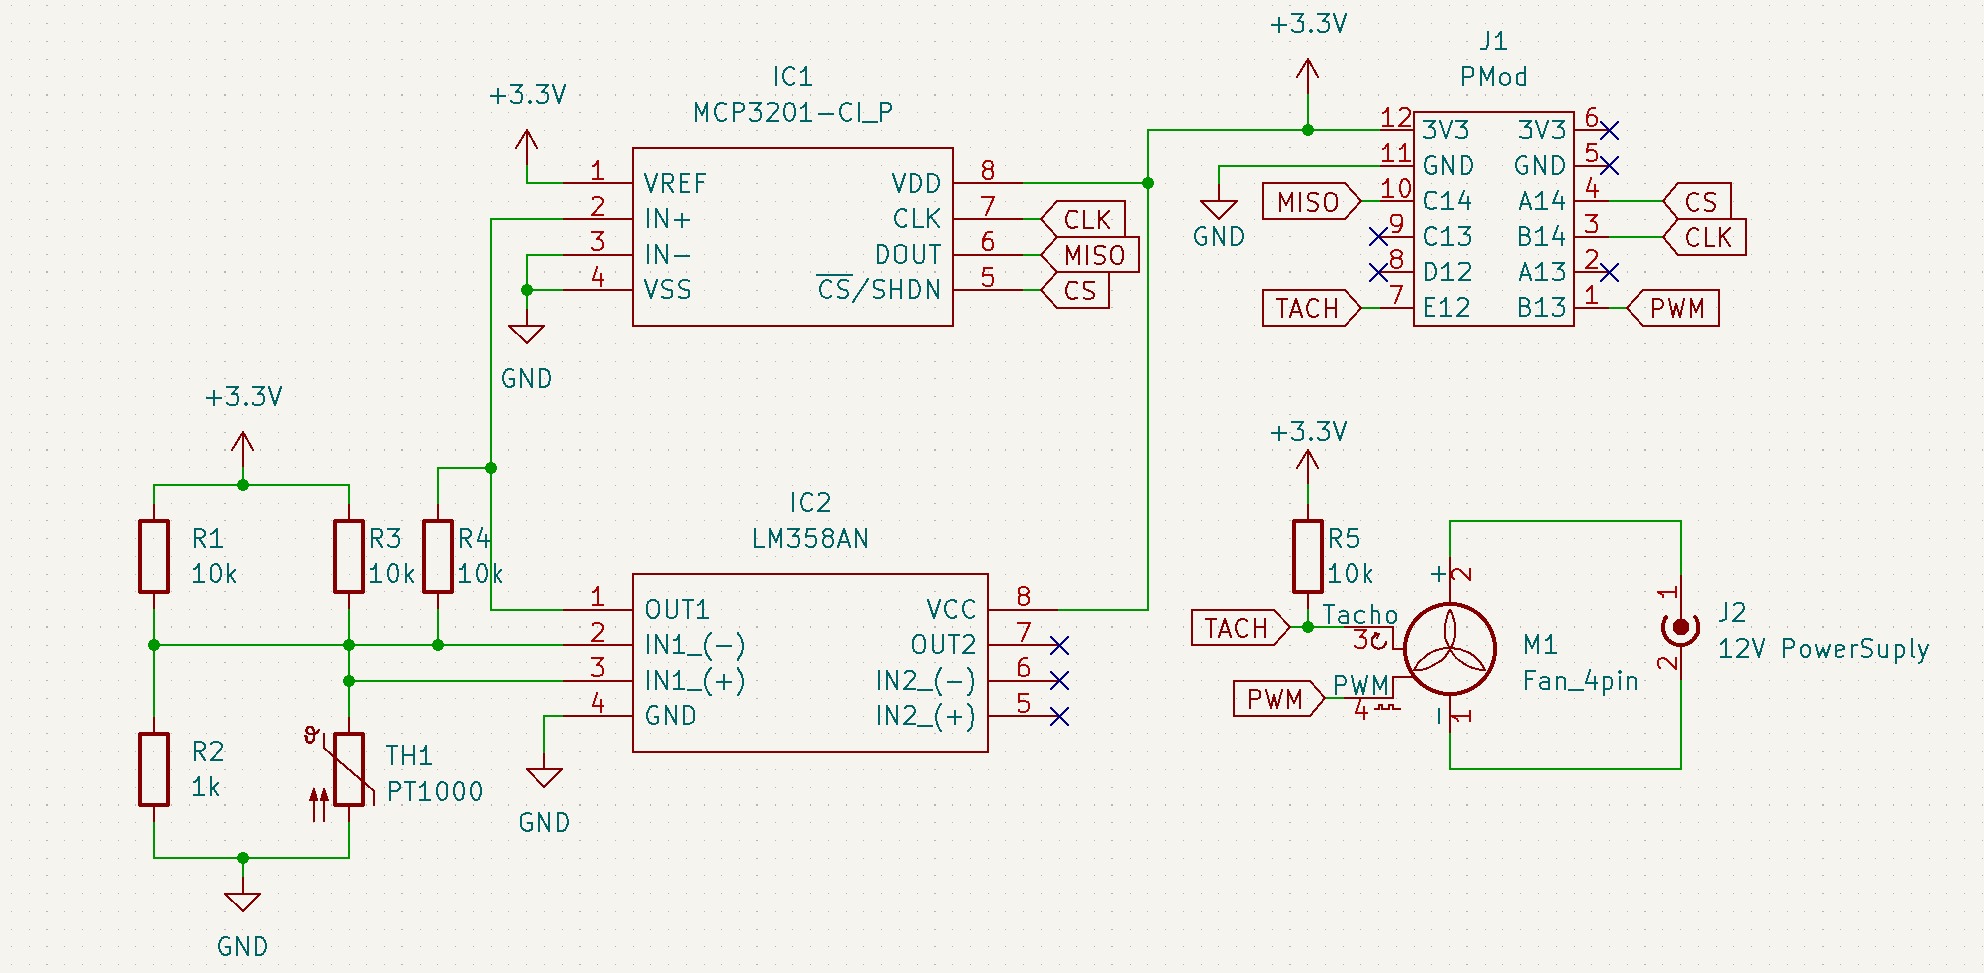 +3.3V
IC1
MCP3201-CI_P
1 VREF VDD 8
2 IN+ CLK 7 CLK
3 IN- DOUT 6 MISO
4 VSS CS/SHDN 5 CS
GND
+3.3V
J1
PMod
12 3V3 3V3 6
11 GND GND 5
MISO 10 C14 A14 4 CS
9 C13 B14 3 CLK
8 D12 A13 2
TACH 7 E12 B13 1 PWM
GND
+3.3V
R1
10k
R3
10k
R4
10k
R2
1k
ϑ
TH1
PT1000
GND
IC2
LM358AN
1 OUT1 VCC 8
2 IN1_(-) OUT2 7
3 IN1_(+) IN2_(-) 6
4 GND IN2_(+) 5
GND
+3.3V
R5
10k
TACH
Tacho
3
PWM
PWM
4
+ 2
- 1
M1
Fan_4pin
1
2
J2
12V PowerSuply